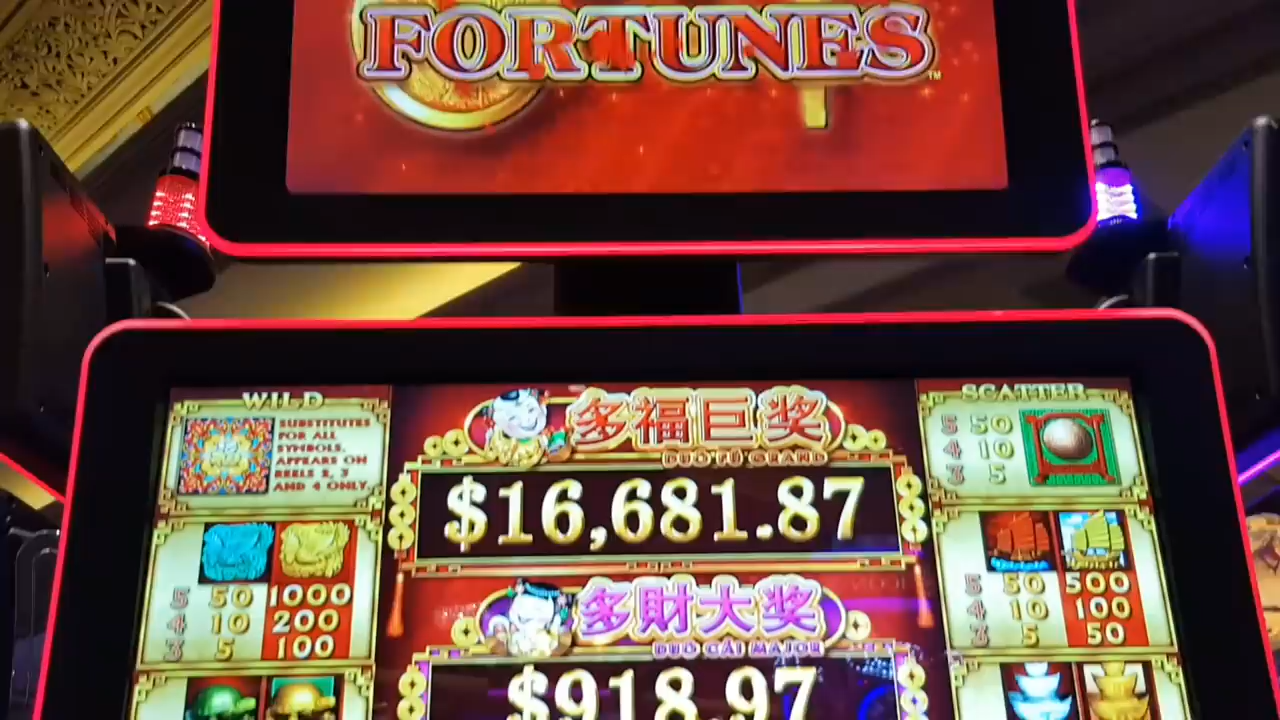 FORTUNES™
WILD
SUBSTITUTES
FOR ALL
SYMBOLS.
APPEARS ON
REELS 2, 3
AND 4 ONLY.
多福巨奖
DUO FU GRAND
$16,681.87
SCATTER
5 50
4 10
3 5
5 50 1000
4 10 200
3 5 100
多財大奖
DUO CAI MAJOR
$918.97
5 50 500
4 10 100
3 5 50